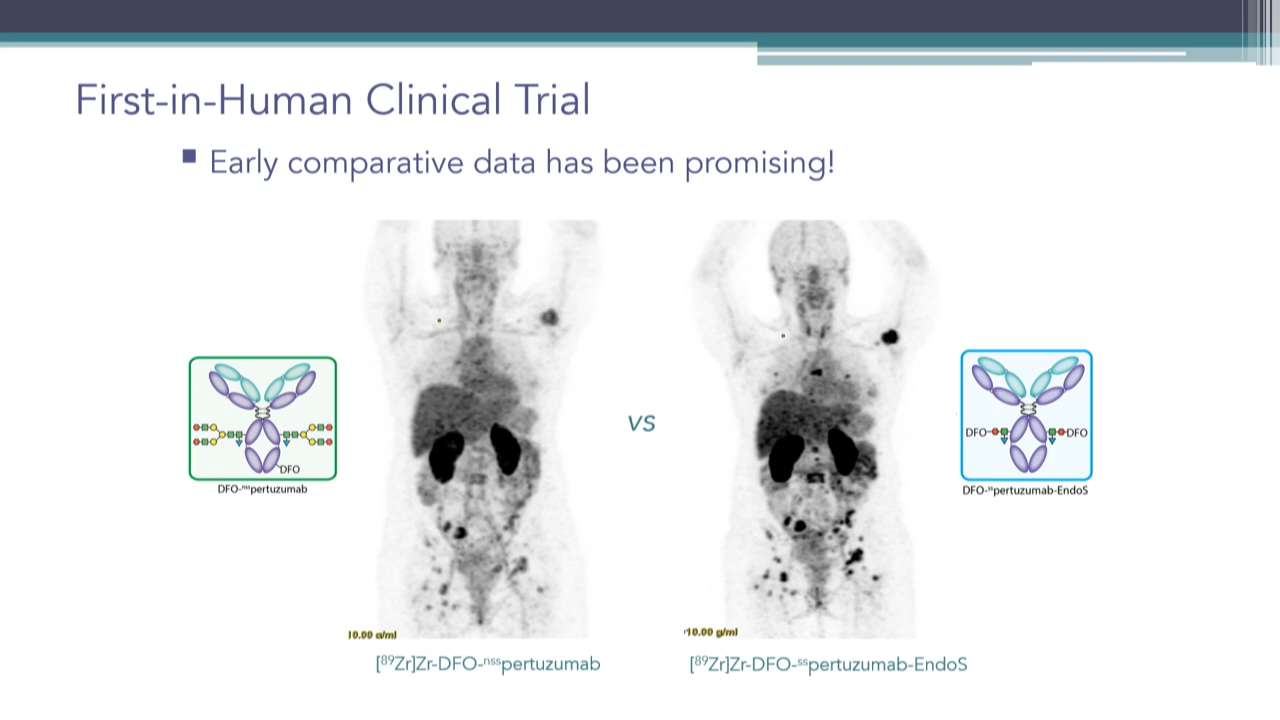 First-in-Human Clinical Trial
▪ Early comparative data has been promising!
vs
DFO
DFO-ⁿˢˢpertuzumab
DFO
DFO
DFO-ˢˢpertuzumab-EndoS
10.00 g/ml
10.00 g/ml
[⁸⁹Zr]Zr-DFO-ⁿˢˢpertuzumab
[⁸⁹Zr]Zr-DFO-ˢˢpertuzumab-EndoS